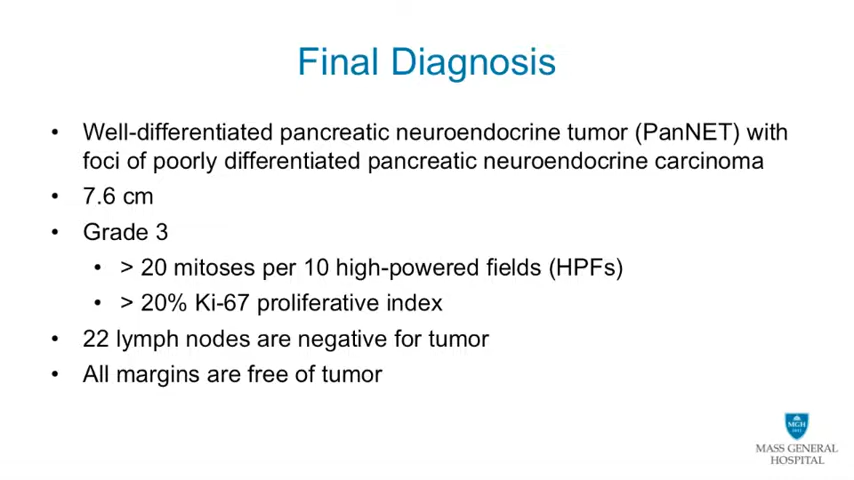 Final Diagnosis
• Well-differentiated pancreatic neuroendocrine tumor (PanNET) with
foci of poorly differentiated pancreatic neuroendocrine carcinoma
• 7.6 cm
• Grade 3
• > 20 mitoses per 10 high-powered fields (HPFs)
• > 20% Ki-67 proliferative index
• 22 lymph nodes are negative for tumor
• All margins are free of tumor
MGH
1811
MASS GENERAL
HOSPITAL